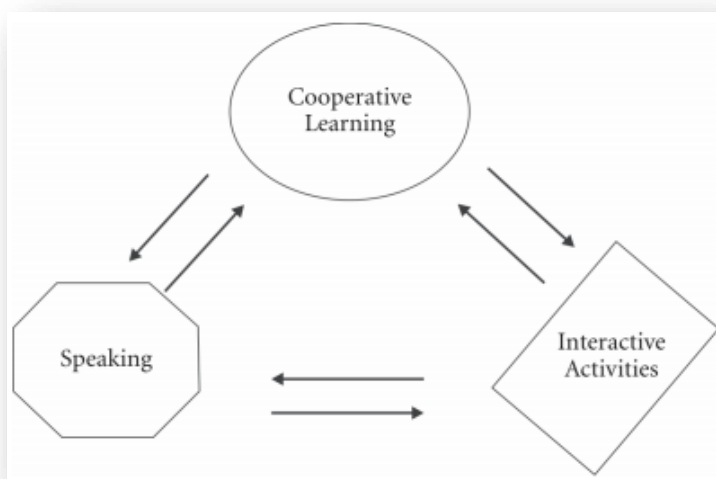 Cooperative
Learning
Speaking
Interactive
Activities